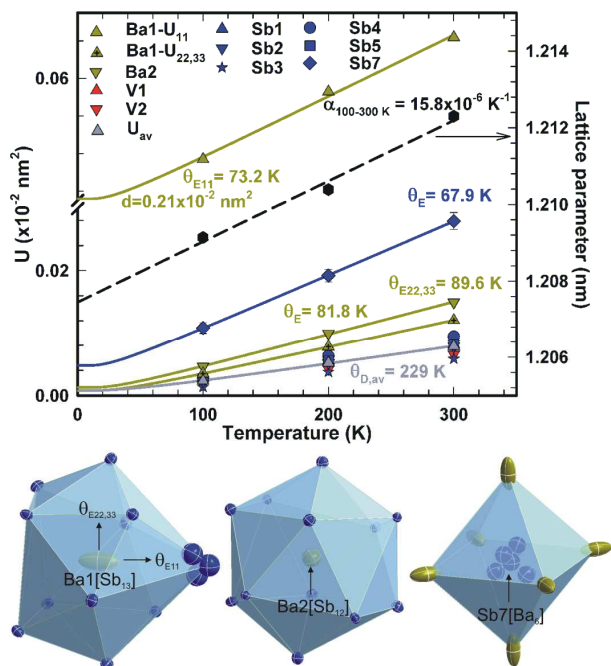 Ba1-U11
Ba1-U22,33
Ba2
V1
V2
Uav
Sb1
Sb2
Sb3
Sb4
Sb5
Sb7
α100-300 K = 15.8x10⁻⁶ K⁻¹
θE11 = 73.2 K
d=0.21x10⁻² nm²
θE = 67.9 K
θE22,33 = 89.6 K
θE = 81.8 K
θD,av = 229 K
U (x10⁻² nm²)
0.06
0.02
0.00
0
100
200
300
Temperature (K)
1.214
1.212
1.210
1.208
1.206
Lattice parameter (nm)
θE22,33
θE11
Ba1[Sb13]
Ba2[Sb12]
Sb7[Ba6]